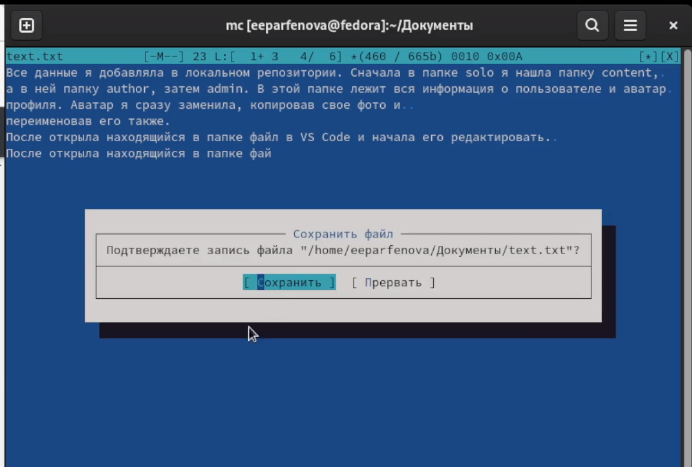 mc [eeparfenova@fedora]:~/Документы
text.txt [-M--] 23 L:[ 1+ 3 4/ 6] *(460 / 665b) 0010 0x00A [*][X]
Все данные я добавляла в локальном репозитории. Сначала в папке solo я нашла папку content,.
а в ней папку author, затем admin. В этой папке лежит вся информация о пользователе и аватар.
профиля. Аватар я сразу заменила, копировав свое фото и..
переименовав его также.
После открыла находящийся в папке файл в VS Code и начала его редактировать..
После открыла находящийся в папке фай
Сохранить файл
Подтверждаете запись файла "/home/eeparfenova/Документы/text.txt"?
[ Сохранить ] [ Прервать ]